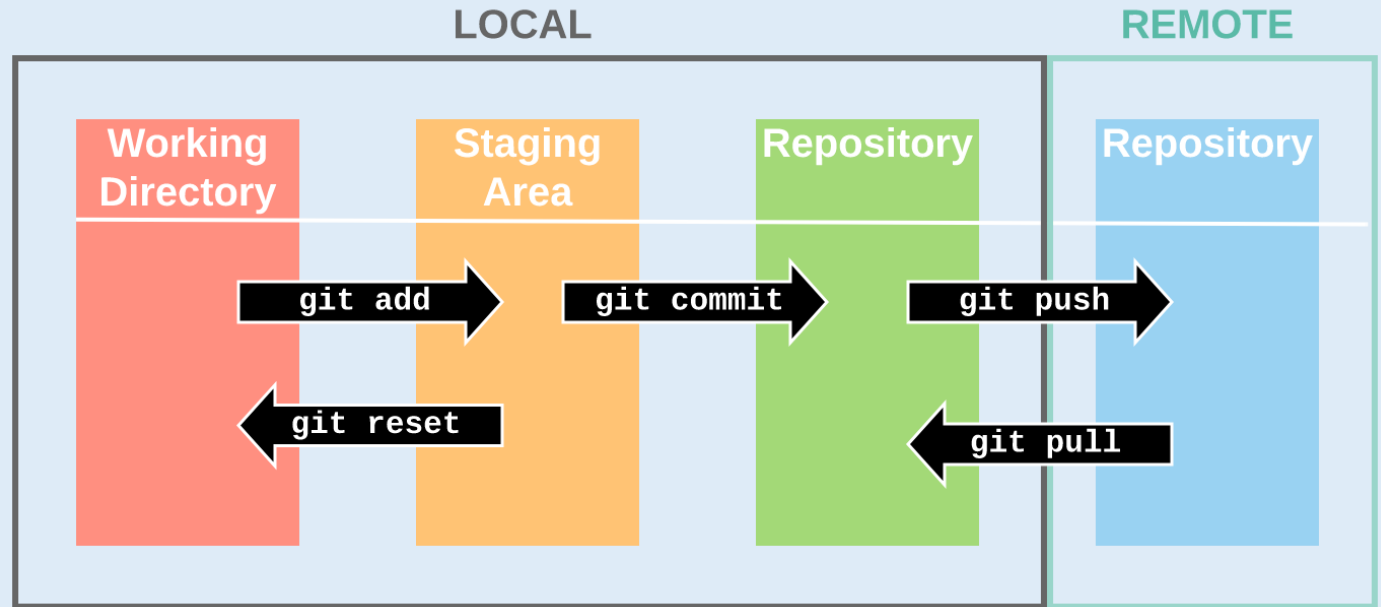 LOCAL
REMOTE
Working
Directory
Staging
Area
Repository
Repository
git add
git commit
git push
git reset
git pull